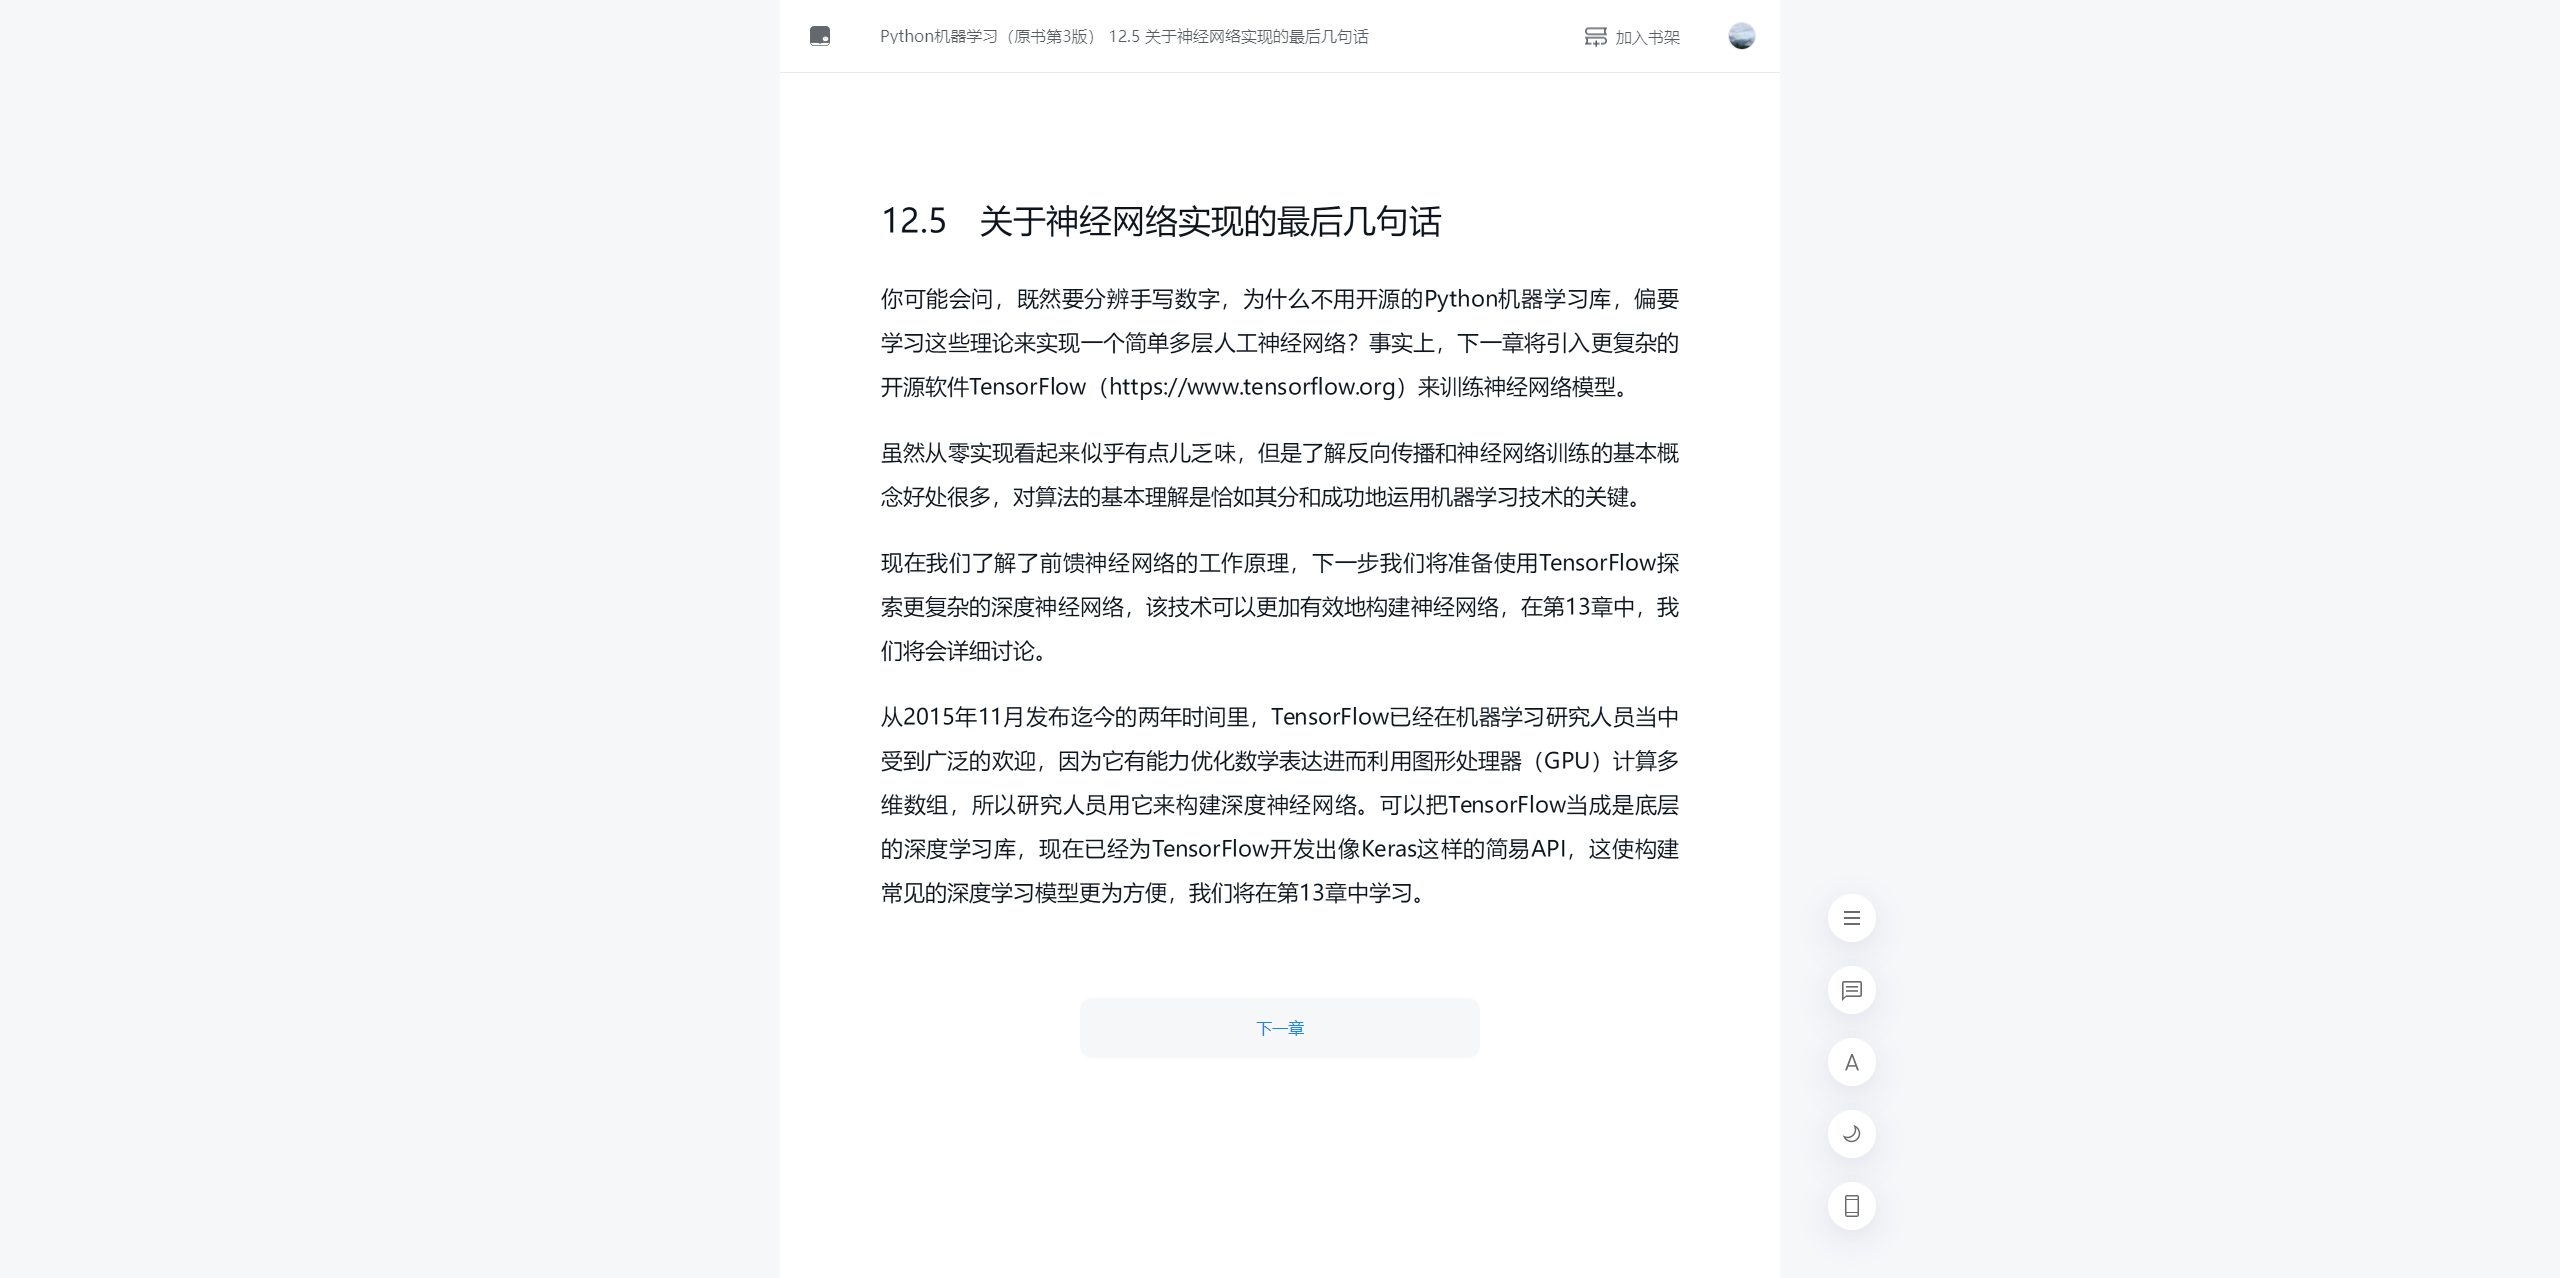 Python机器学习（原书第3版） 12.5 关于神经网络实现的最后几句话
加入书架
12.5　关于神经网络实现的最后几句话
你可能会问，既然要分辨手写数字，为什么不用开源的Python机器学习库，偏要
学习这些理论来实现一个简单多层人工神经网络？事实上，下一章将引入更复杂的
开源软件TensorFlow（https://www.tensorflow.org）来训练神经网络模型。
虽然从零实现看起来似乎有点儿乏味，但是了解反向传播和神经网络训练的基本概
念好处很多，对算法的基本理解是恰如其分和成功地运用机器学习技术的关键。
现在我们了解了前馈神经网络的工作原理，下一步我们将准备使用TensorFlow探
索更复杂的深度神经网络，该技术可以更加有效地构建神经网络，在第13章中，我
们将会详细讨论。
从2015年11月发布迄今的两年时间里，TensorFlow已经在机器学习研究人员当中
受到广泛的欢迎，因为它有能力优化数学表达进而利用图形处理器（GPU）计算多
维数组，所以研究人员用它来构建深度神经网络。可以把TensorFlow当成是底层
的深度学习库，现在已经为TensorFlow开发出像Keras这样的简易API，这使构建
常见的深度学习模型更为方便，我们将在第13章中学习。
下一章
A